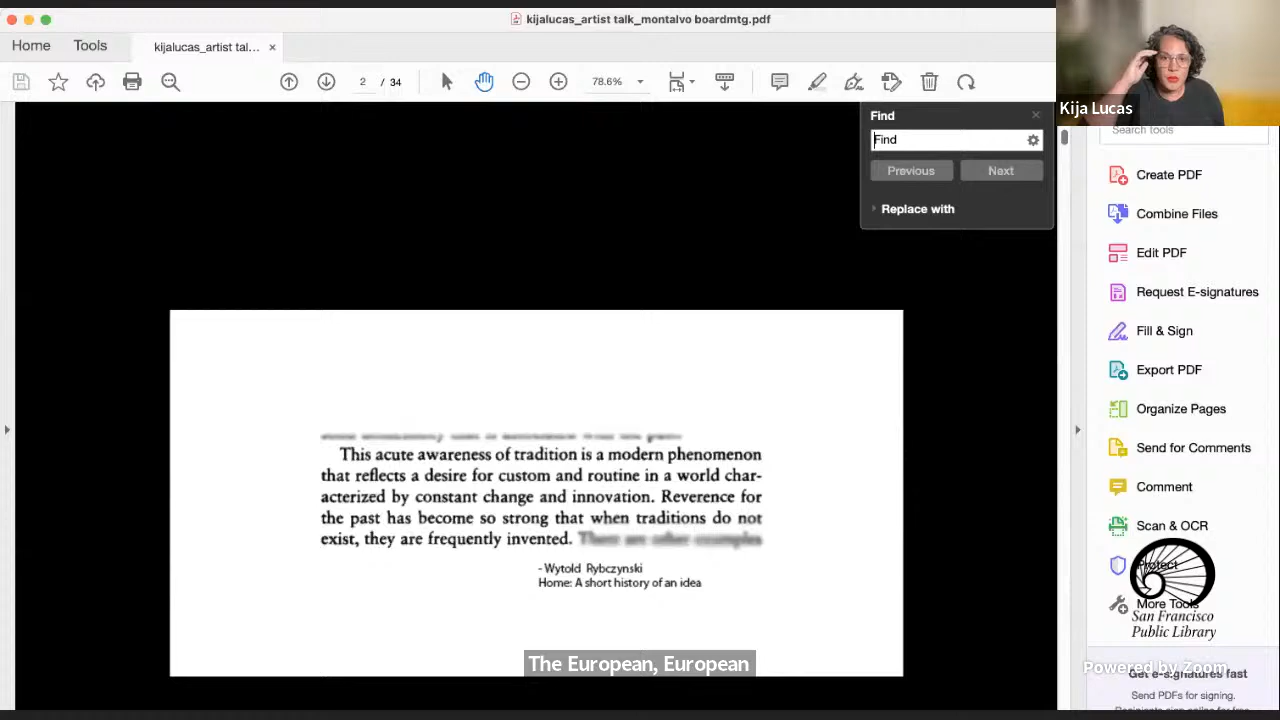 kijalucas_artist talk_montalvo boardmtg.pdf
Home
Tools
kijalucas_artist tal...
2 / 34
78.6%
Kija Lucas
Find
Find
Previous
Next
Replace with
Search tools
Create PDF
Combine Files
Edit PDF
Request E-signatures
Fill & Sign
Export PDF
Organize Pages
Send for Comments
Comment
Scan & OCR
Protect
More Tools
San Francisco
Public Library
This acute awareness of tradition is a modern phenomenon
that reflects a desire for custom and routine in a world char-
acterized by constant change and innovation. Reverence for
the past has become so strong that when traditions do not
exist, they are frequently invented. There are other examples
- Wytold Rybczynski
Home: A short history of an idea
The European, European
Powered by Zoom
Get e-signatures fast
Send PDFs for signing.